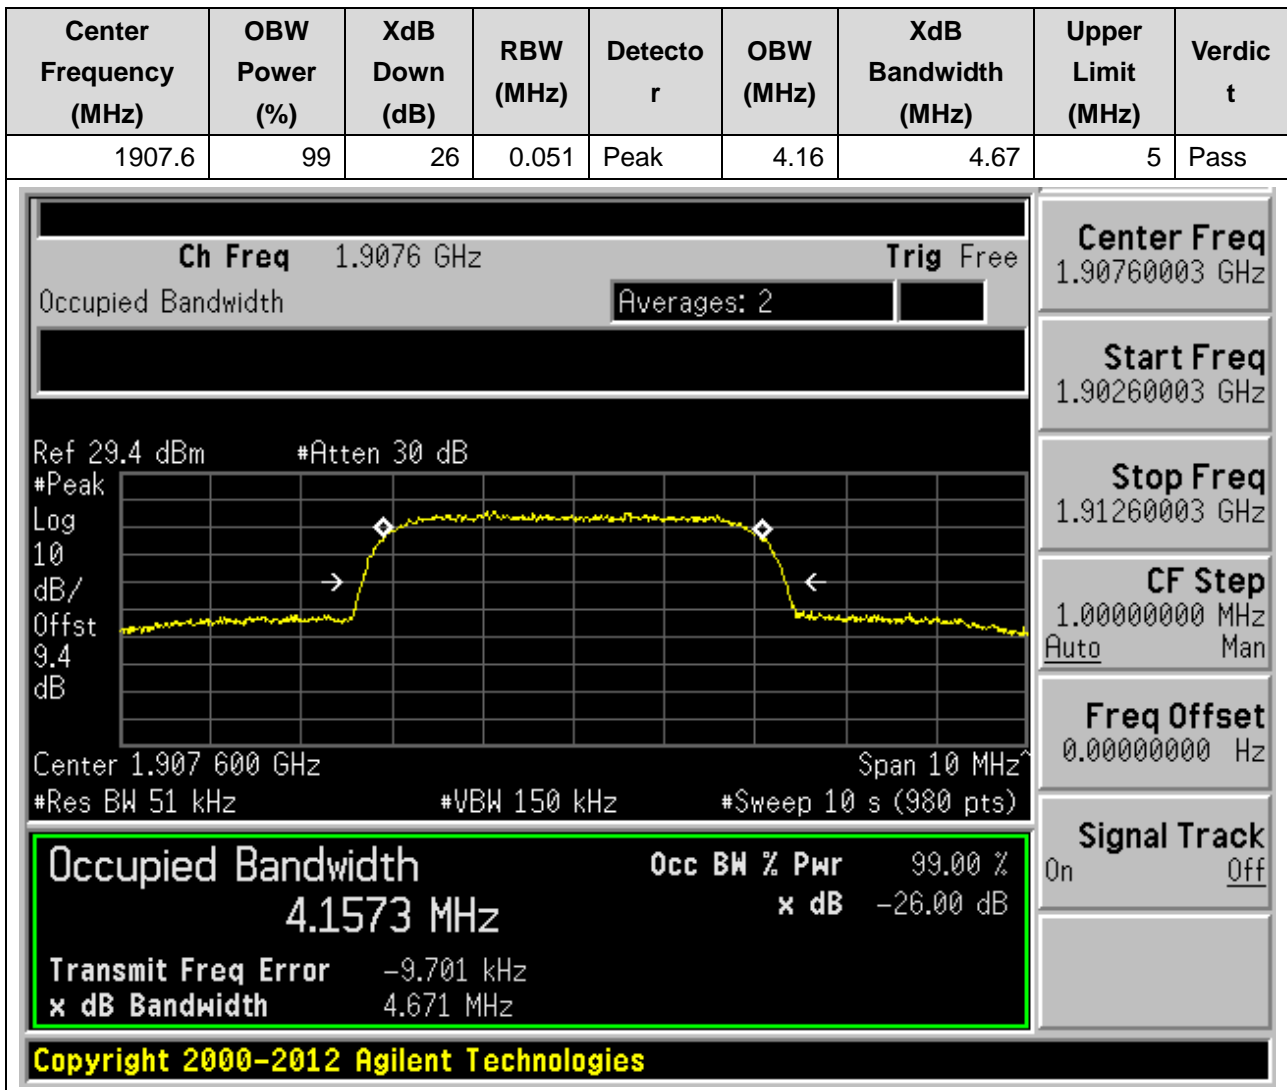 Center Frequency (MHz) OBW Power (%) XdB Down (dB) RBW (MHz) Detecto r OBW (MHz) XdB Bandwidth (MHz) Upper Limit (MHz) Verdic t
1907.6 99 26 0.051 Peak 4.16 4.67 5 Pass
Ch Freq 1.9076 GHz Trig Free
Occupied Bandwidth Averages: 2
Ref 29.4 dBm #Atten 30 dB
#Peak
Log
10
dB/
Offst
9.4
dB
Center 1.907 600 GHz Span 10 MHz^
#Res BW 51 kHz #VBW 150 kHz #Sweep 10 s (980 pts)
Occupied Bandwidth Occ BW % Pwr 99.00 %
4.1573 MHz x dB -26.00 dB
Transmit Freq Error -9.701 kHz
x dB Bandwidth 4.671 MHz
Center Freq
1.90760003 GHz
Start Freq
1.90260003 GHz
Stop Freq
1.91260003 GHz
CF Step
1.00000000 MHz
Auto Man
Freq Offset
0.00000000 Hz
Signal Track
On Off
Copyright 2000-2012 Agilent Technologies